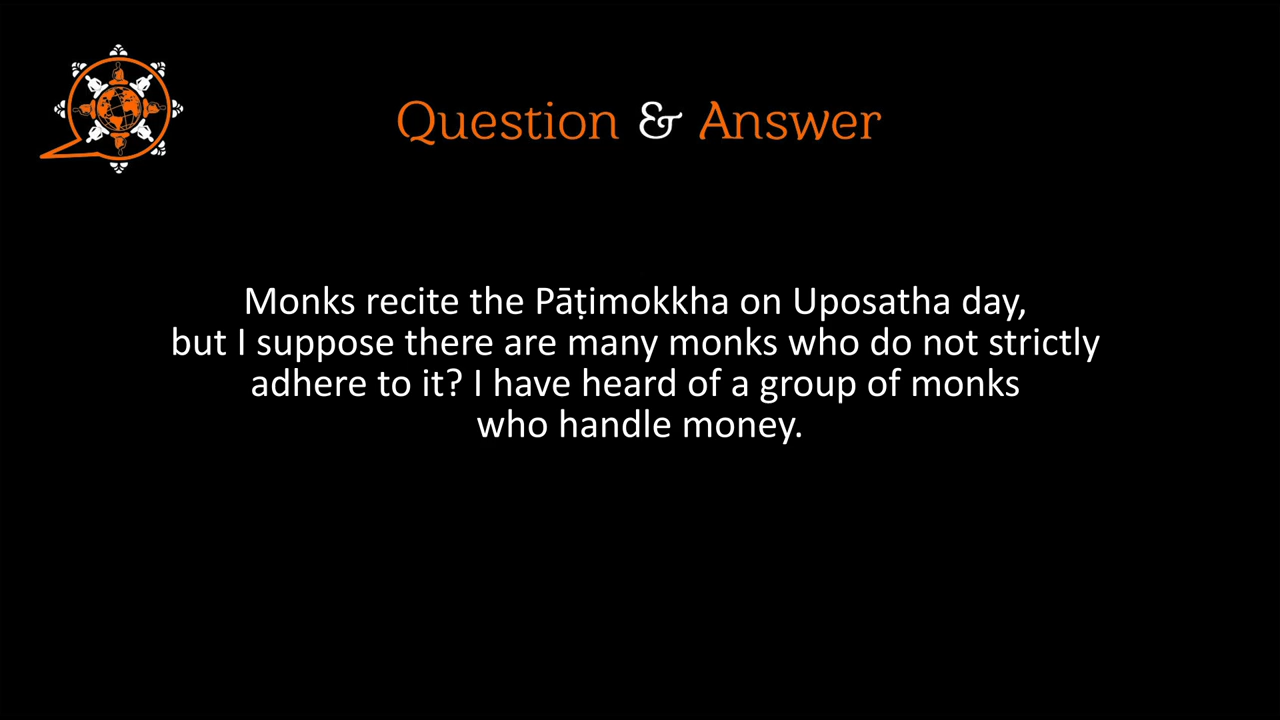 Question & Answer
Monks recite the Pāṭimokkha on Uposatha day,
but I suppose there are many monks who do not strictly
adhere to it? I have heard of a group of monks
who handle money.